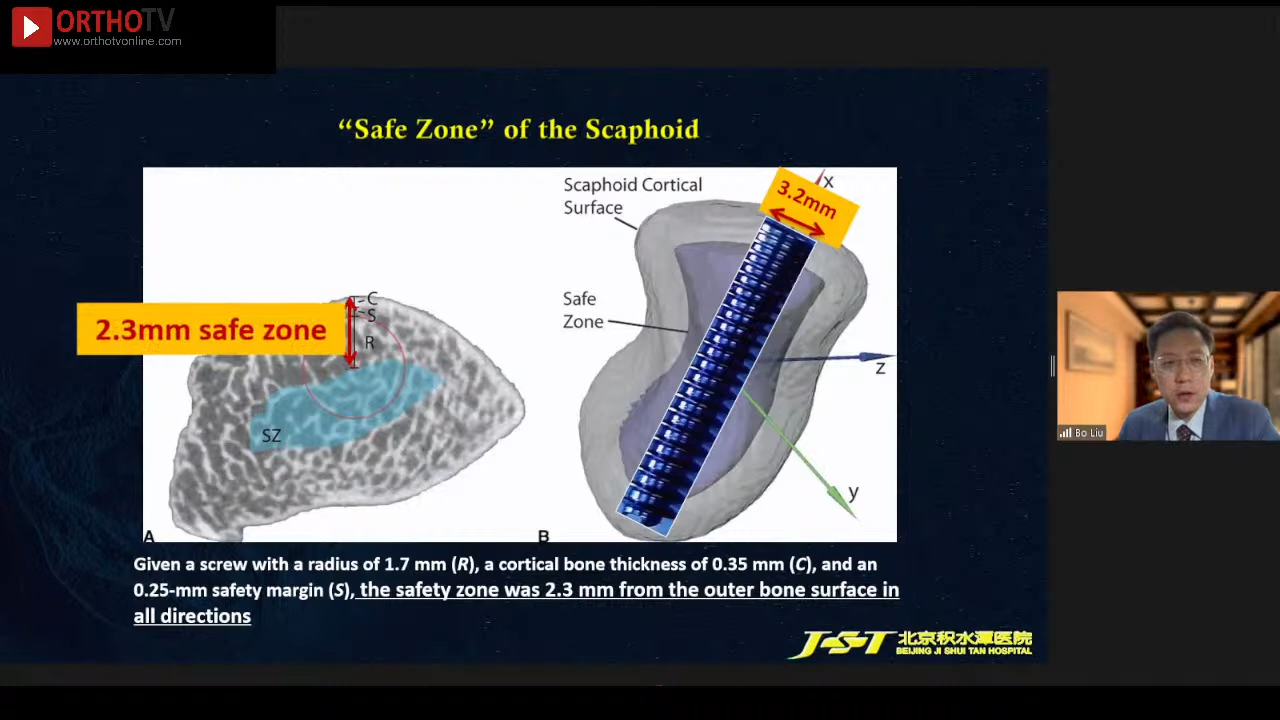 ORTHOTV
www.orthotvonline.com
“Safe Zone” of the Scaphoid
Scaphoid Cortical
Surface
3.2mm
x
C
S
2.3mm safe zone
R
Safe
Zone
z
SZ
y
A
B
Given a screw with a radius of 1.7 mm (R), a cortical bone thickness of 0.35 mm (C), and an
0.25-mm safety margin (S), the safety zone was 2.3 mm from the outer bone surface in
all directions
JST 北京积水潭医院
BEIJING JI SHUI TAN HOSPITAL
Bo Liu